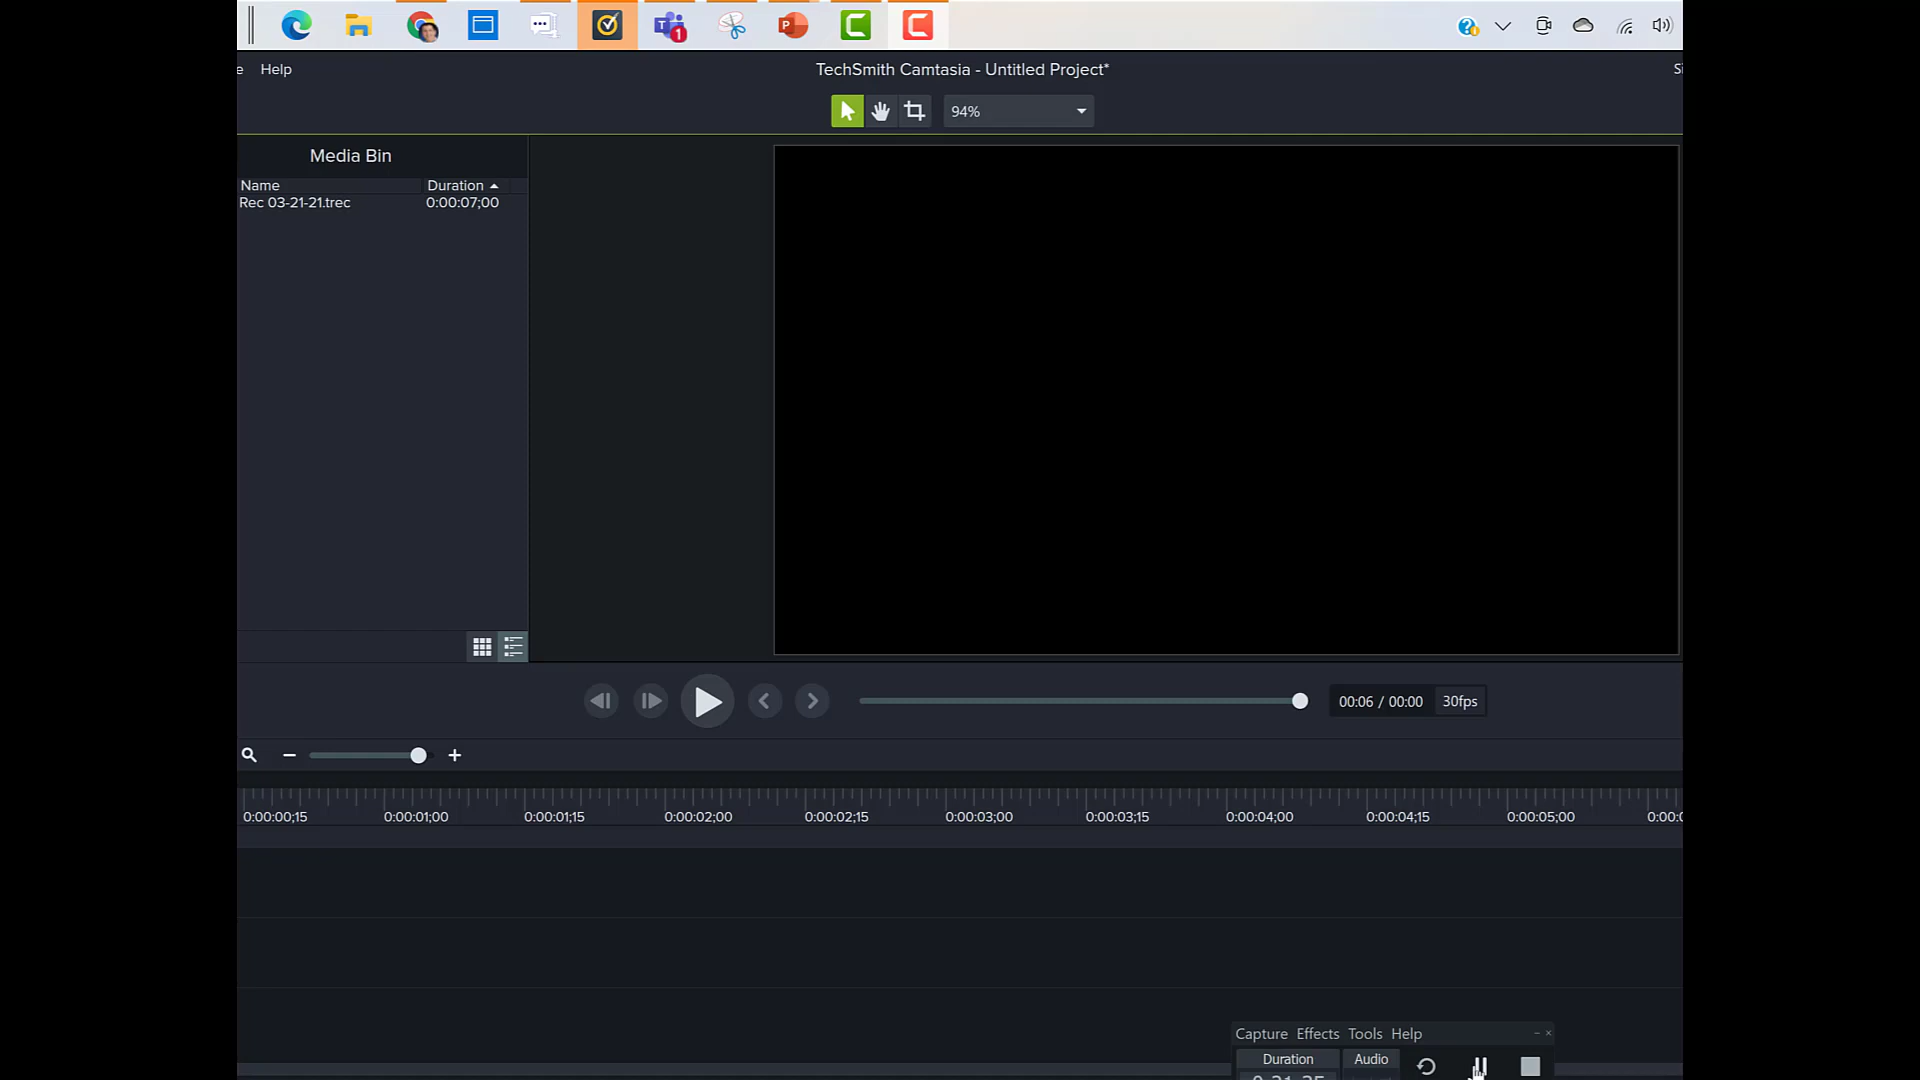 1
e Help
TechSmith Camtasia - Untitled Project*
94%
Media Bin
Name Duration
Rec 03-21-21.trec 0:00:07;00
00:06 / 00:00 30fps
0:00:00;15 0:00:01;00 0:00:01;15 0:00:02;00 0:00:02;15 0:00:03;00 0:00:03;15 0:00:04;00 0:00:04;15 0:00:05;00
Capture Effects Tools Help
Duration Audio